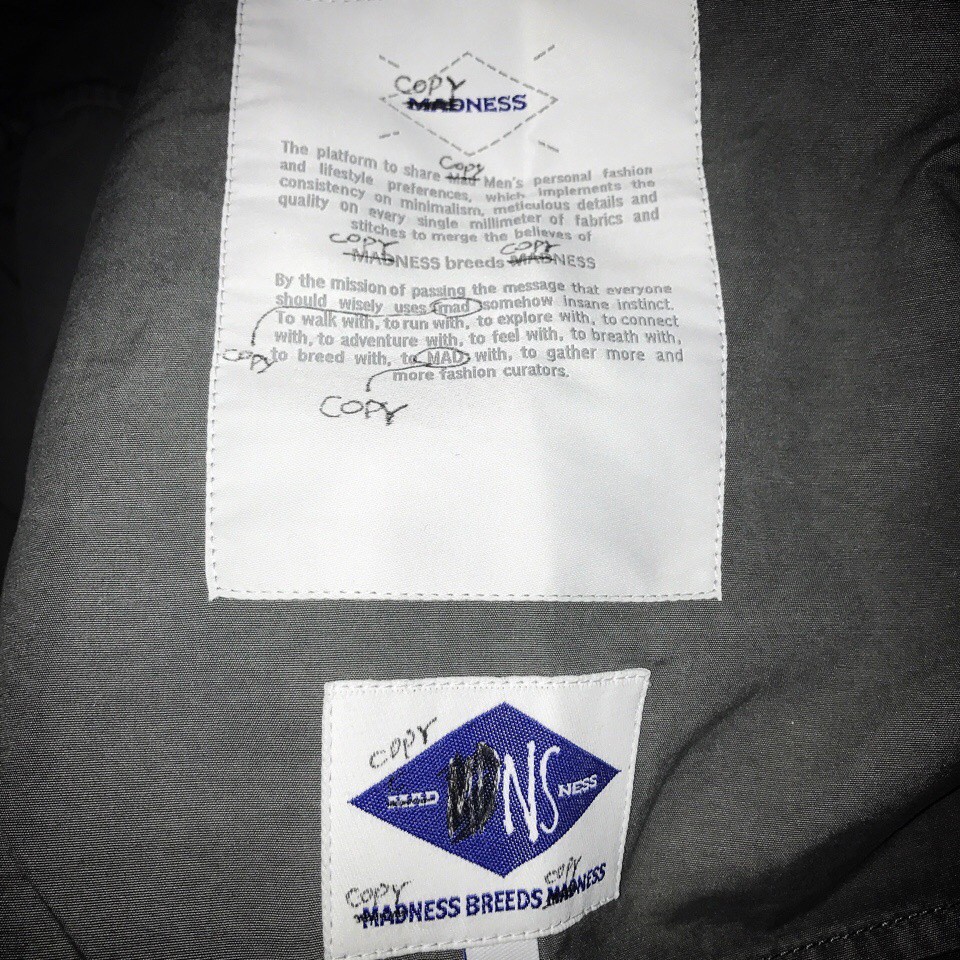 COPY
MADNESS
The platform to share Mad Men's personal fashion
Copy
and lifestyle preferences, which implements the
consistency on minimalism, meticulous details and
quality on every single millimeter of fabrics and
stitches to merge the believes of
COPY COPY
MADNESS breeds MADNESS
By the mission of passing the message that everyone
should wisely uses mad somehow insane instinct.
To walk with, to run with, to explore with, to connect
with, to adventure with, to feel with, to breath with,
copy to breed with, to MAD with, to gather more and
more fashion curators.
COPY
COPY
MAD NS NESS
COPY COPY
MADNESS BREEDS MADNESS